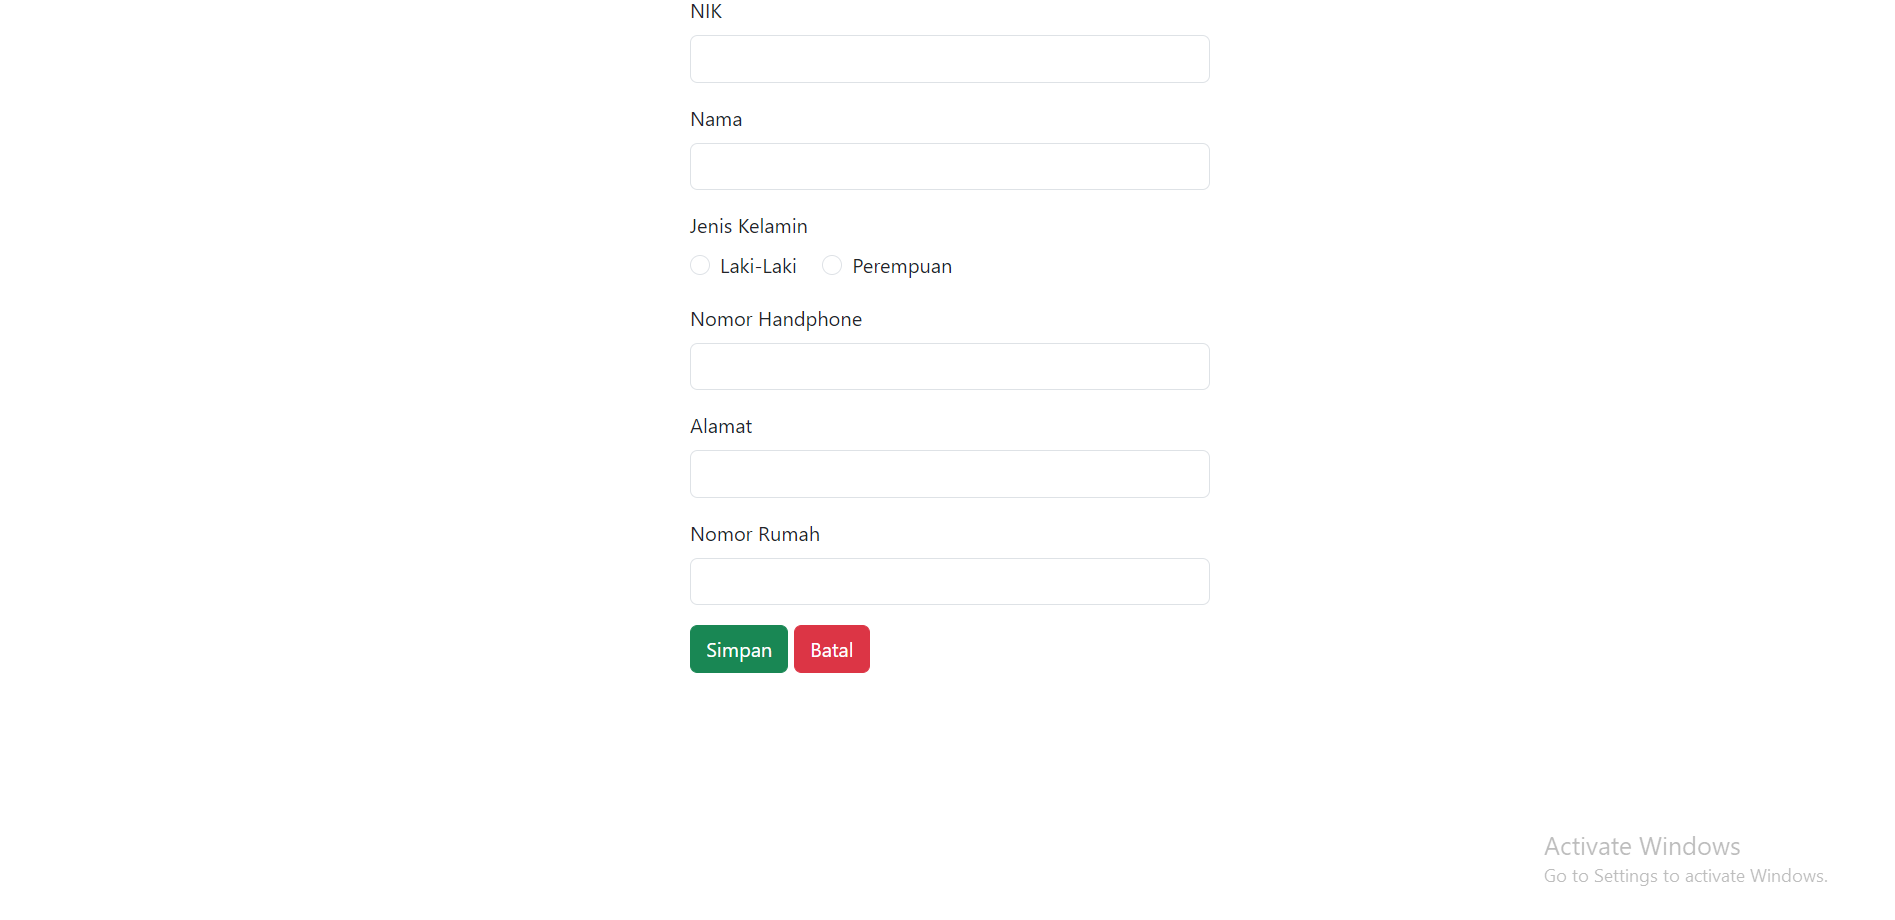 NIK
Nama
Jenis Kelamin
Laki-Laki Perempuan
Nomor Handphone
Alamat
Nomor Rumah
Simpan Batal
Activate Windows
Go to Settings to activate Windows.